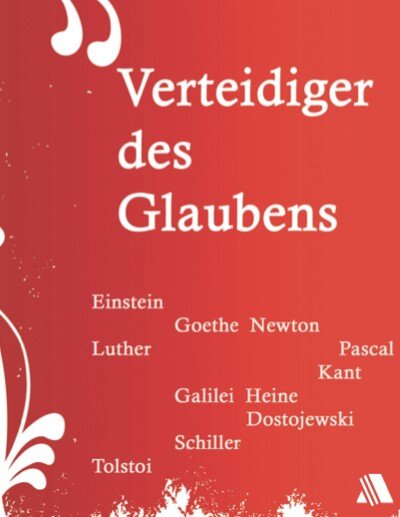 Verteidiger
des
Glaubens
Einstein
Goethe Newton
Luther Pascal
Kant
Galilei Heine
Dostojewski
Schiller
Tolstoi